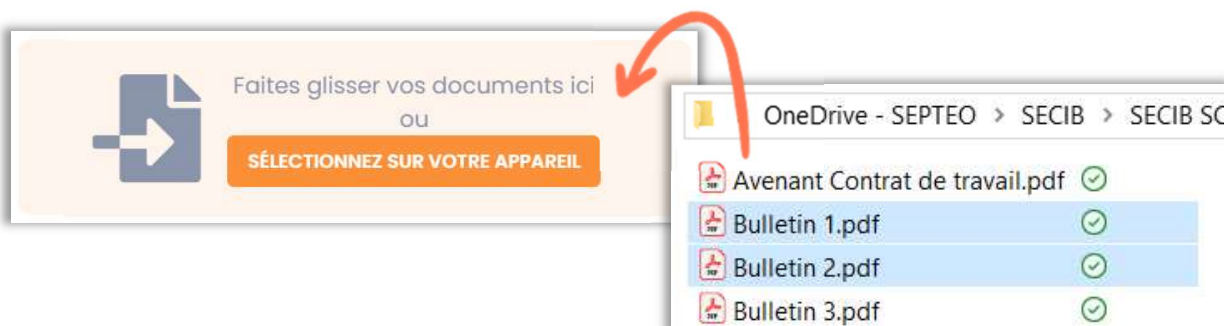 Faites glisser vos documents ici
ou
SÉLECTIONNEZ SUR VOTRE APPAREIL
OneDrive - SEPTEO > SECIB > SECIB SC
Avenant Contrat de travail.pdf
Bulletin 1.pdf
Bulletin 2.pdf
Bulletin 3.pdf